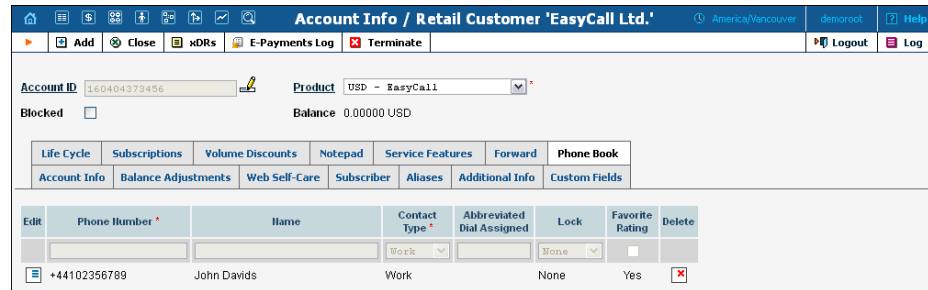 Account Info / Retail Customer 'EasyCall Ltd.' America/Vancouver demoroot ? Help
Add Close xDRs E-Payments Log Terminate Logout Log
Account ID 160404373456 Product USD - EasyCall *
Blocked Balance 0.00000 USD
Life Cycle Subscriptions Volume Discounts Notepad Service Features Forward Phone Book
Account Info Balance Adjustments Web Self-Care Subscriber Aliases Additional Info Custom Fields
Edit Phone Number * Name Contact Type * Abbreviated Dial Assigned Lock Favorite Rating Delete
Work None
+44102356789 John Davids Work None Yes